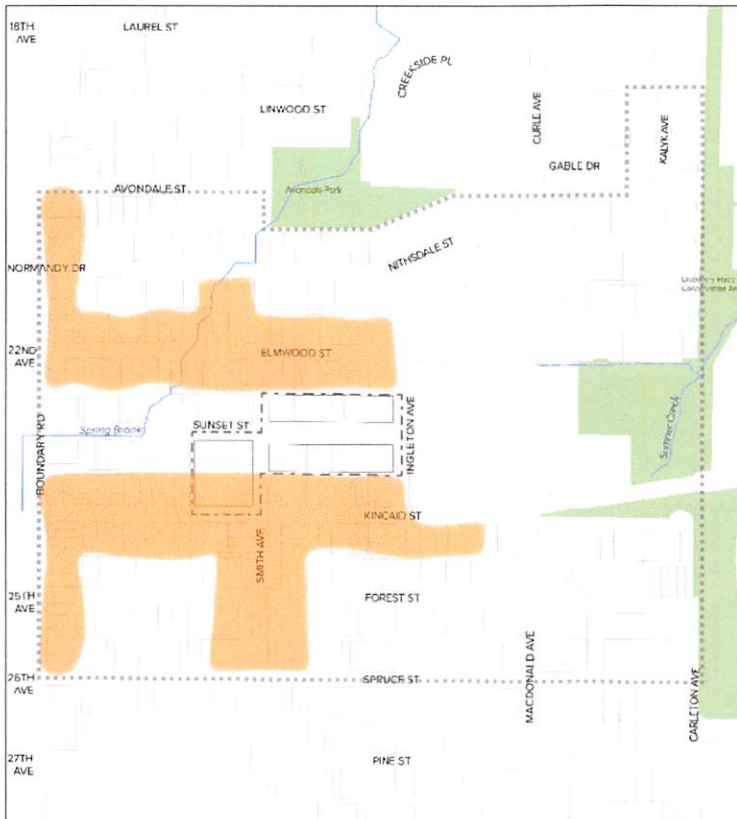 18TH
AVE
LAUREL ST
CREEKSIDE PL
LINWOOD ST
CURLE AVE
KALYK AVE
GABLE DR
AVONDALE ST
Avondale Park
NITHSDALE ST
NORMANDY DR
22ND
AVE
ELMWOOD ST
BOUNDARY RD
Spring Brook
SUNSET ST
INGLETON AVE
Sumner Creek
KINCAID ST
SMITH AVE
25TH
AVE
FOREST ST
MACDONALD AVE
CARLETON AVE
26TH
AVE
SPRUCE ST
27TH
AVE
PINE ST